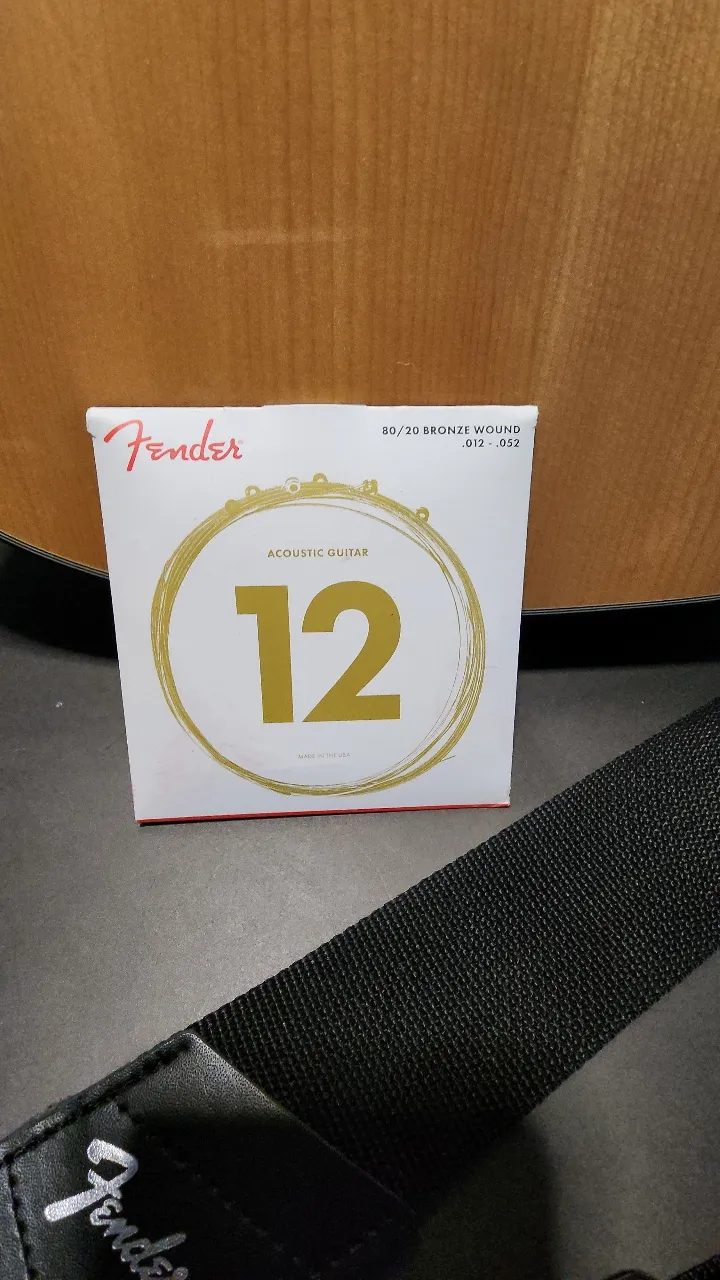 Fender
80/20 BRONZE WOUND
.012 - .052
ACOUSTIC GUITAR
12
MADE IN THE USA
Fender